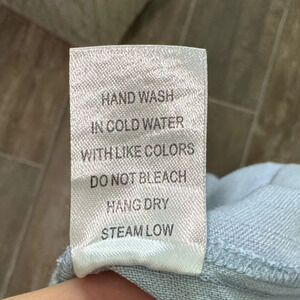 HAND WASH
IN COLD WATER
WITH LIKE COLORS
DO NOT BLEACH
HANG DRY
STEAM LOW